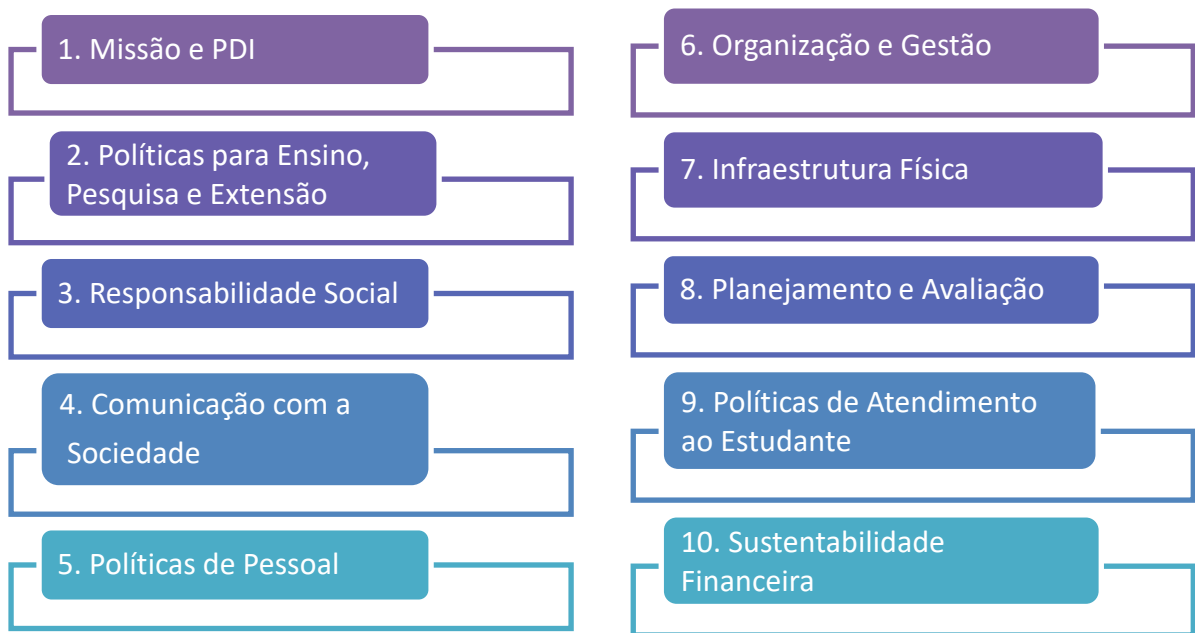 1. Missão e PDI
2. Políticas para Ensino,
Pesquisa e Extensão
3. Responsabilidade Social
4. Comunicação com a
Sociedade
5. Políticas de Pessoal
6. Organização e Gestão
7. Infraestrutura Física
8. Planejamento e Avaliação
9. Políticas de Atendimento
ao Estudante
10. Sustentabilidade
Financeira